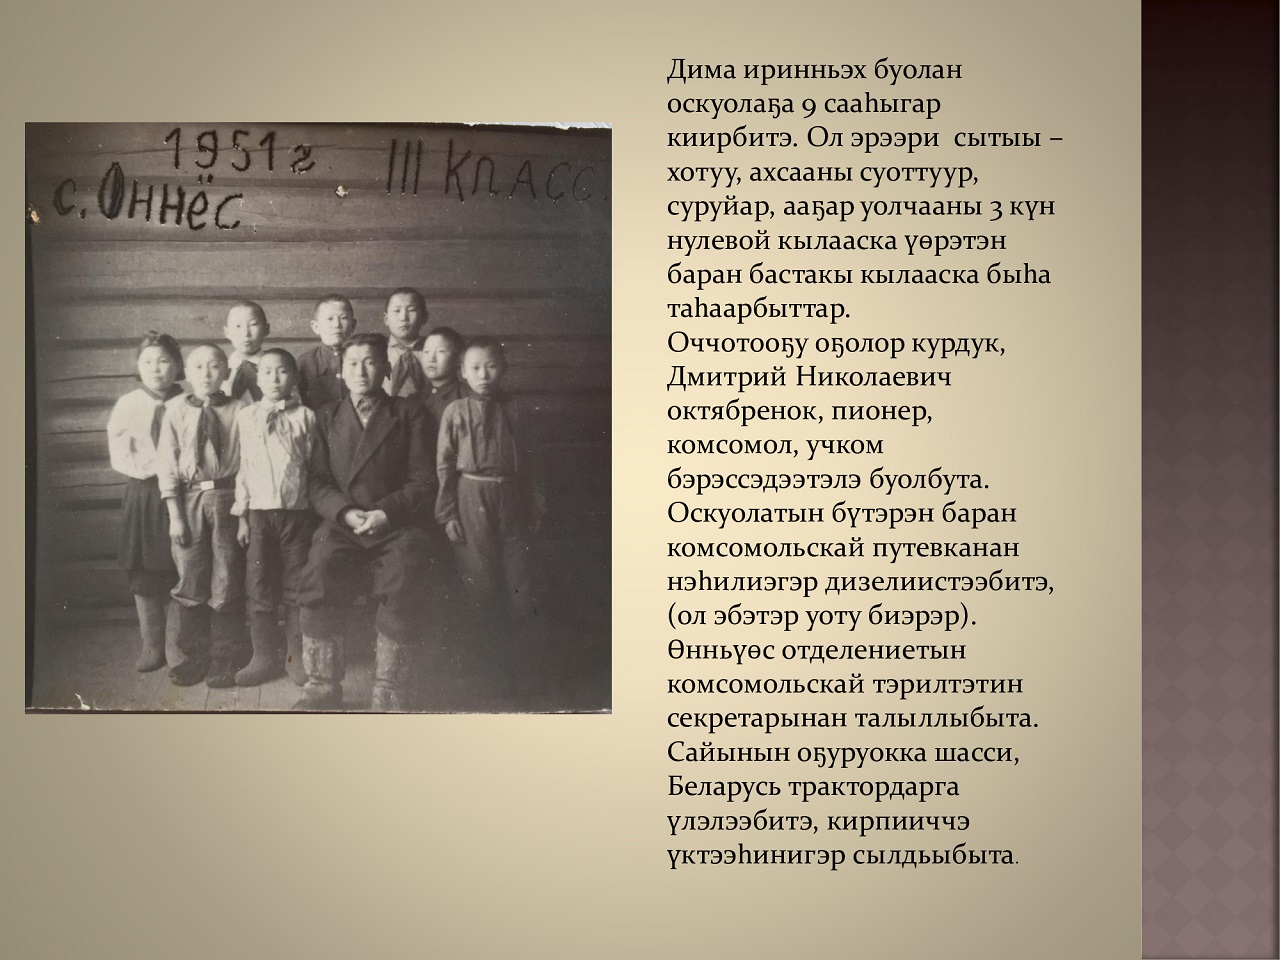 1951 г. III КлАСС.
с. Оннёс
Дима иринньэх буолан
оскуолаҕа 9 сааһыгар
киирбитэ. Ол эрээри  сытыы –
хотуу, ахсааны суоттуур,
суруйар, ааҕар уолчааны 3 күн
нулевой кылааска үөрэтэн
баран бастакы кылааска быһа
таһаарбыттар.
Оччотооҕу оҕолор курдук,
Дмитрий Николаевич
октябренок, пионер,
комсомол, учком
бэрэссэдээтэлэ буолбута.
Оскуолатын бүтэрэн баран
комсомольскай путевканан
нэһилиэгэр дизелиистээбитэ,
(ол эбэтэр уоту биэрэр).
Өнньүөс отделениетын
комсомольскай тэрилтэтин
секретарынан талыллыбыта.
Сайынын оҕуруокка шасси,
Беларусь трактордарга
үлэлээбитэ, кирпииччэ
үктээһинигэр сылдьыбыта.